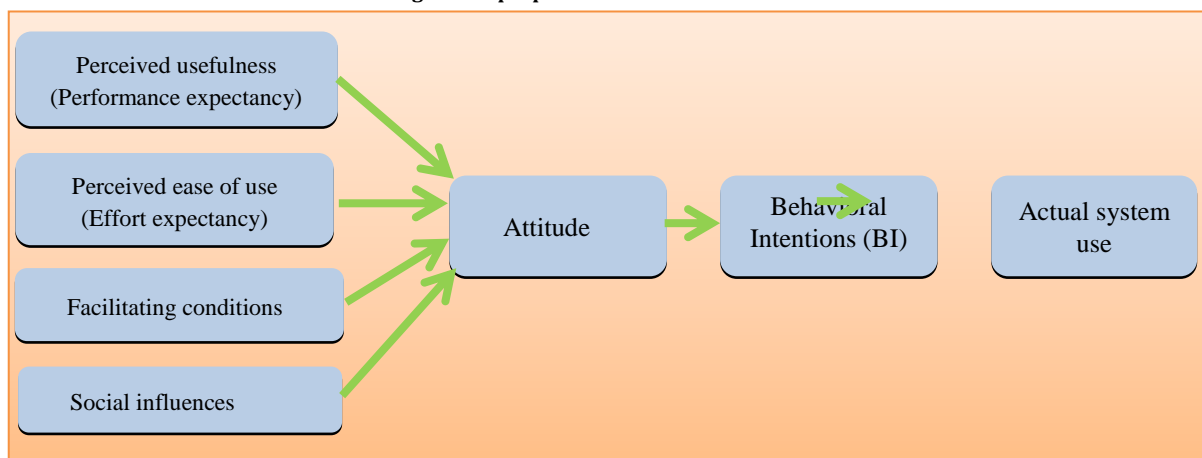 Perceived usefulness
(Performance expectancy)
Perceived ease of use
(Effort expectancy)
Facilitating conditions
Social influences
Attitude
Behavioral
Intentions (BI)
Actual system
use